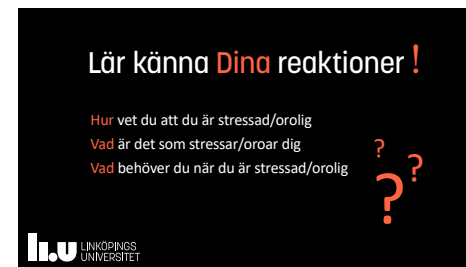 Lär känna Dina reaktioner !
Hur vet du att du är stressad/orolig
Vad är det som stressar/oroar dig
Vad behöver du när du är stressad/orolig
?
?
?
LiU LINKÖPINGS
UNIVERSITET